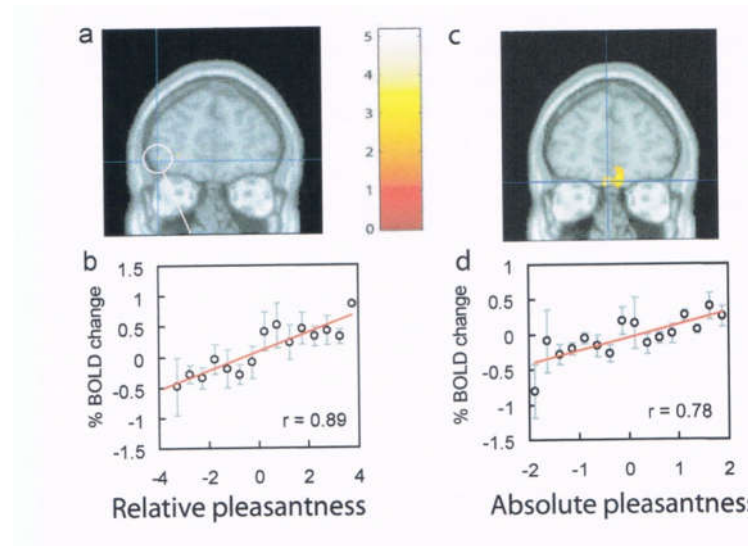 a
5
4
3
2
1
0
c
b
1.5
1
0.5
0
-0.5
-1
-1.5
% BOLD change
r = 0.89
-4
-2
0
2
4
Relative pleasantness
d
1
0.5
0
-0.5
-1
-1.5
% BOLD change
r = 0.78
-2
-1
0
1
2
Absolute pleasantness